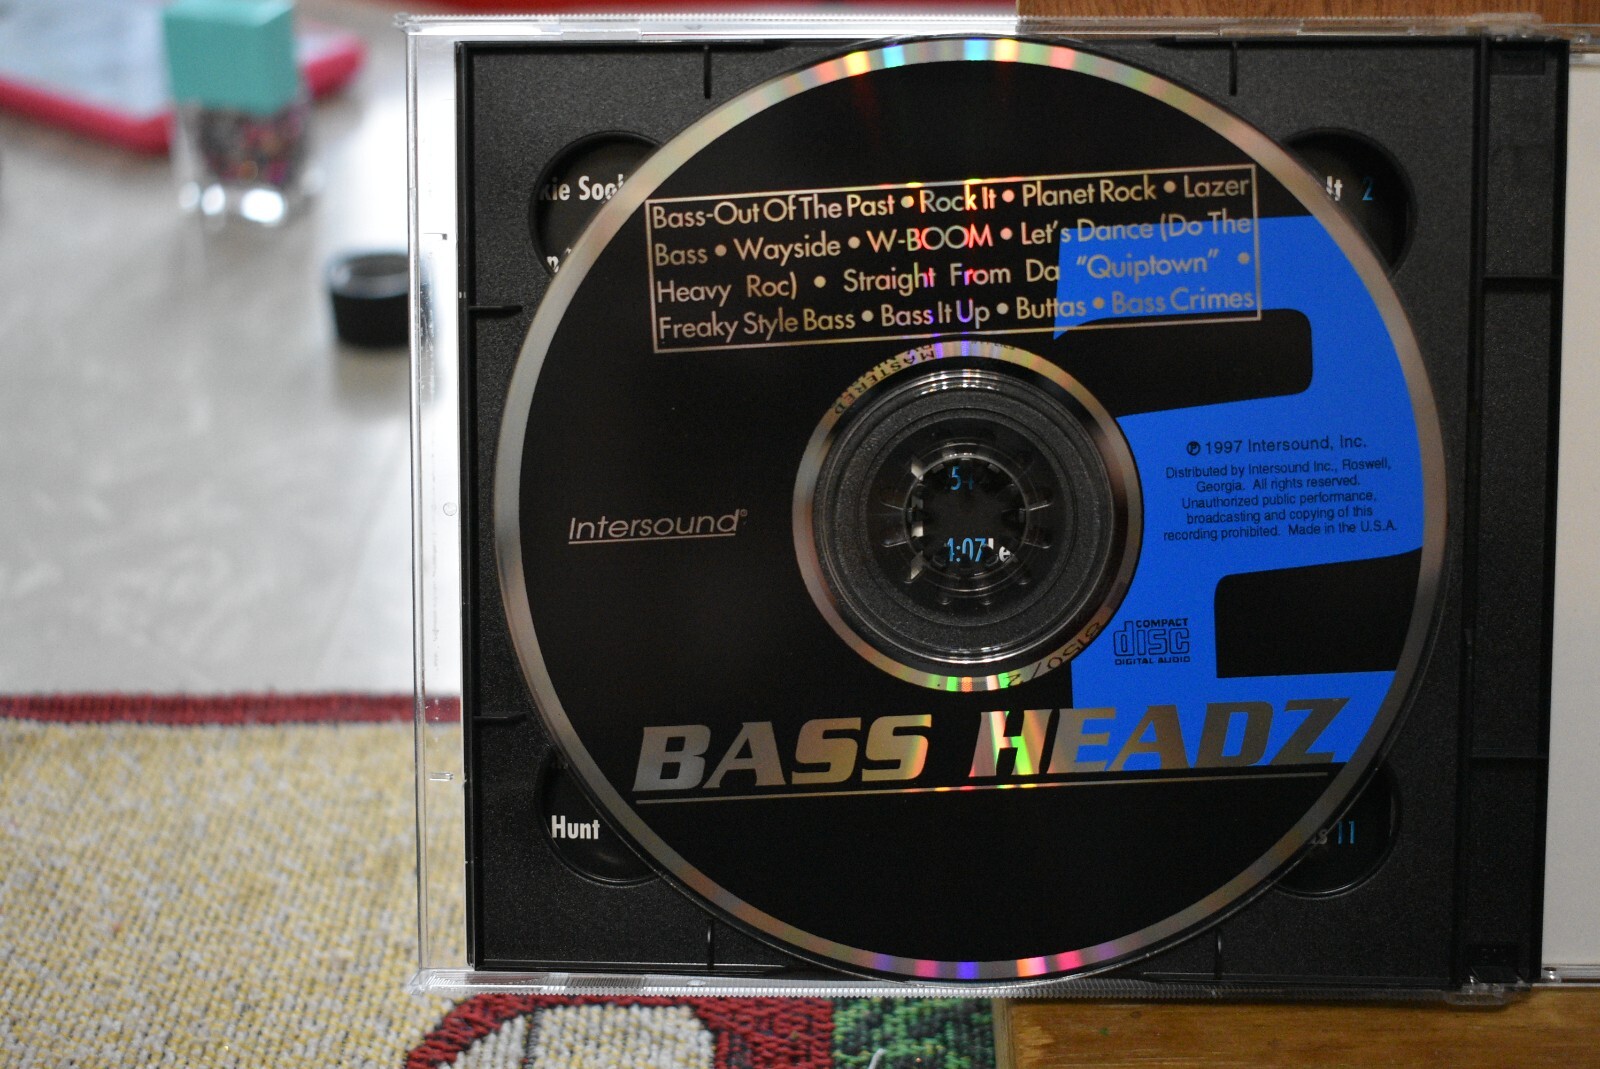 Bass-Out Of The Past • Rock It • Planet Rock • Lazer
Bass • Wayside • W-BOOM • Let's Dance (Do The
Heavy Roc) • Straight From Da "Quiptown" •
Freaky Style Bass • Bass It Up • Buttas • Bass Crimes
2
MASTERED
℗ 1997 Intersound, Inc.
Distributed by Intersound Inc., Roswell,
Georgia. All rights reserved.
Unauthorized public performance,
broadcasting and copying of this
recording prohibited. Made in the U.S.A.
Intersound
COMPACT
disc
DIGITAL AUDIO
BASS HEADZ
Hunt
11